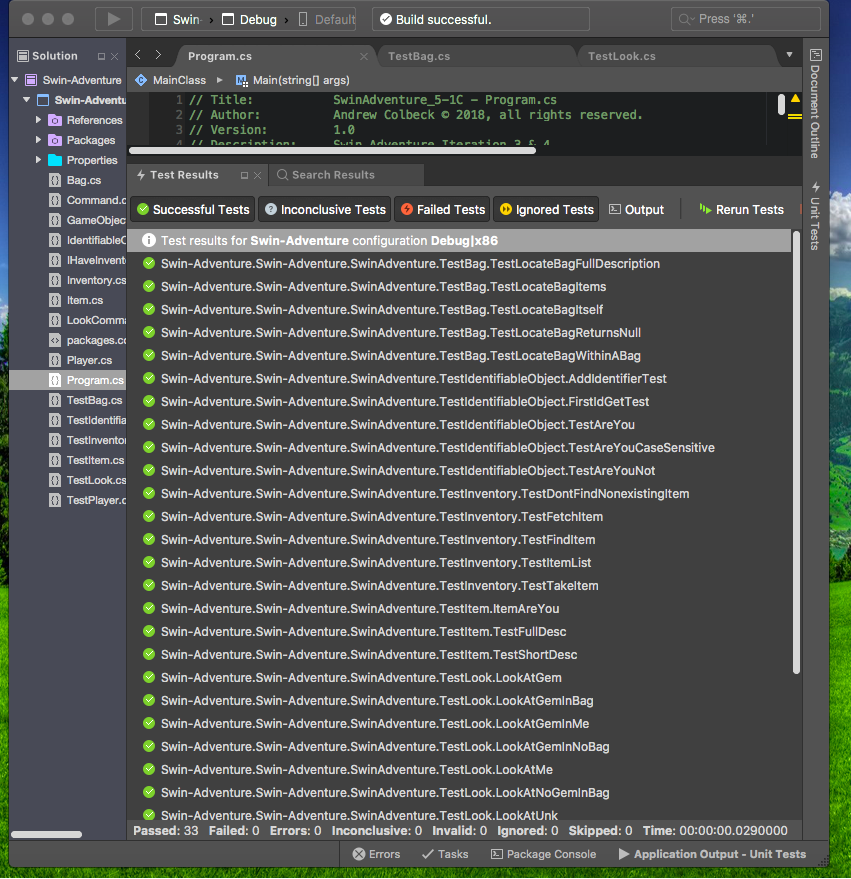 Swin-
Debug
Default
Build successful.
Press '⌘.'
Solution
Program.cs
TestBag.cs
TestLook.cs
Swin-Adventure
Swin-Adventu
References
Packages
Properties
Bag.cs
Command.c
GameObjec
IdentifiableO
IHaveInvent
Inventory.cs
Item.cs
LookComma
packages.co
Player.cs
Program.cs
TestBag.cs
TestIdentifia
TestInventor
TestItem.cs
TestLook.cs
TestPlayer.c
MainClass
Main(string[] args)
1 // Title: SwinAdventure_5-1C - Program.cs
2 // Author: Andrew Colbeck © 2018, all rights reserved.
3 // Version: 1.0
4 // Description: Swin Adventure Iteration 3 & 4
Test Results
Search Results
Successful Tests
Inconclusive Tests
Failed Tests
Ignored Tests
Output
Rerun Tests
Test results for Swin-Adventure configuration Debug|x86
Swin-Adventure.Swin-Adventure.SwinAdventure.TestBag.TestLocateBagFullDescription
Swin-Adventure.Swin-Adventure.SwinAdventure.TestBag.TestLocateBagItems
Swin-Adventure.Swin-Adventure.SwinAdventure.TestBag.TestLocateBagItself
Swin-Adventure.Swin-Adventure.SwinAdventure.TestBag.TestLocateBagReturnsNull
Swin-Adventure.Swin-Adventure.SwinAdventure.TestBag.TestLocateBagWithinABag
Swin-Adventure.Swin-Adventure.SwinAdventure.TestIdentifiableObject.AddIdentifierTest
Swin-Adventure.Swin-Adventure.SwinAdventure.TestIdentifiableObject.FirstIdGetTest
Swin-Adventure.Swin-Adventure.SwinAdventure.TestIdentifiableObject.TestAreYou
Swin-Adventure.Swin-Adventure.SwinAdventure.TestIdentifiableObject.TestAreYouCaseSensitive
Swin-Adventure.Swin-Adventure.SwinAdventure.TestIdentifiableObject.TestAreYouNot
Swin-Adventure.Swin-Adventure.SwinAdventure.TestInventory.TestDontFindNonexistingItem
Swin-Adventure.Swin-Adventure.SwinAdventure.TestInventory.TestFetchItem
Swin-Adventure.Swin-Adventure.SwinAdventure.TestInventory.TestFindItem
Swin-Adventure.Swin-Adventure.SwinAdventure.TestInventory.TestItemList
Swin-Adventure.Swin-Adventure.SwinAdventure.TestInventory.TestTakeItem
Swin-Adventure.Swin-Adventure.SwinAdventure.TestItem.ItemAreYou
Swin-Adventure.Swin-Adventure.SwinAdventure.TestItem.TestFullDesc
Swin-Adventure.Swin-Adventure.SwinAdventure.TestItem.TestShortDesc
Swin-Adventure.Swin-Adventure.SwinAdventure.TestLook.LookAtGem
Swin-Adventure.Swin-Adventure.SwinAdventure.TestLook.LookAtGemInBag
Swin-Adventure.Swin-Adventure.SwinAdventure.TestLook.LookAtGemInMe
Swin-Adventure.Swin-Adventure.SwinAdventure.TestLook.LookAtGemInNoBag
Swin-Adventure.Swin-Adventure.SwinAdventure.TestLook.LookAtMe
Swin-Adventure.Swin-Adventure.SwinAdventure.TestLook.LookAtNoGemInBag
Swin-Adventure.Swin-Adventure.SwinAdventure.TestLook.LookAtUnk
Passed: 33 Failed: 0 Errors: 0 Inconclusive: 0 Invalid: 0 Ignored: 0 Skipped: 0 Time: 00:00:00.0290000
Errors
Tasks
Package Console
Application Output - Unit Tests
Document Outline
Unit Tests